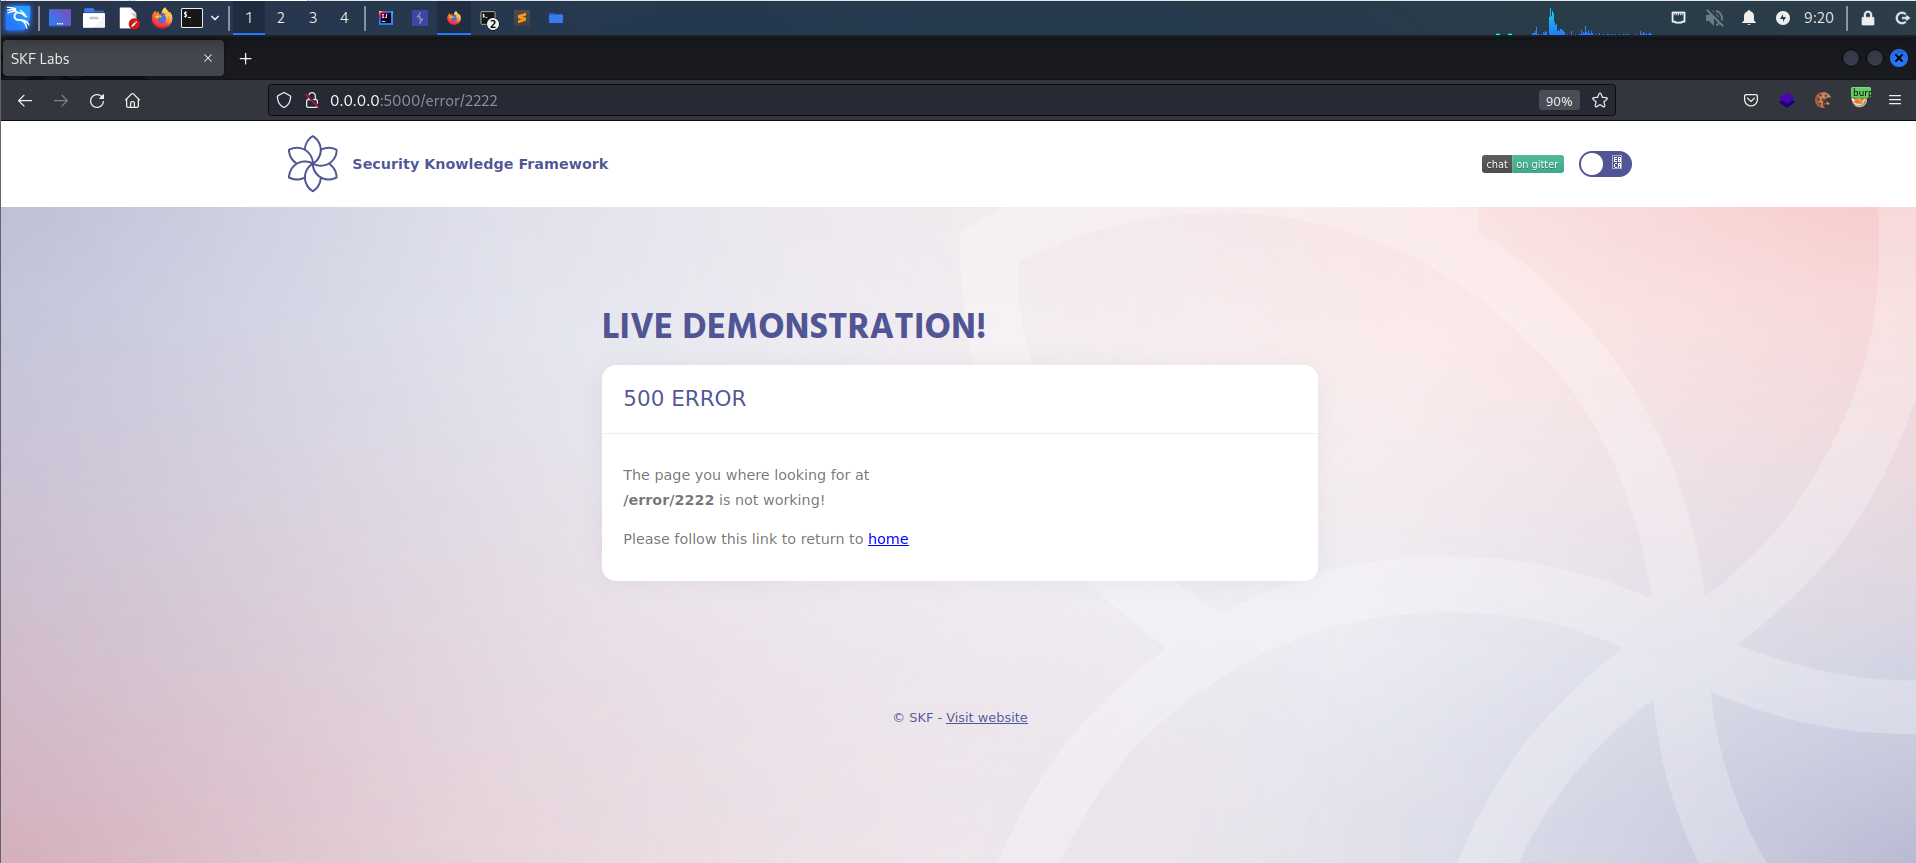 1 2 3 4 2 9:20
SKF Labs
0.0.0.0:5000/error/2222 90% burp
Security Knowledge Framework chat on gitter
LIVE DEMONSTRATION!
500 ERROR
The page you where looking for at
/error/2222 is not working!
Please follow this link to return to home
© SKF - Visit website